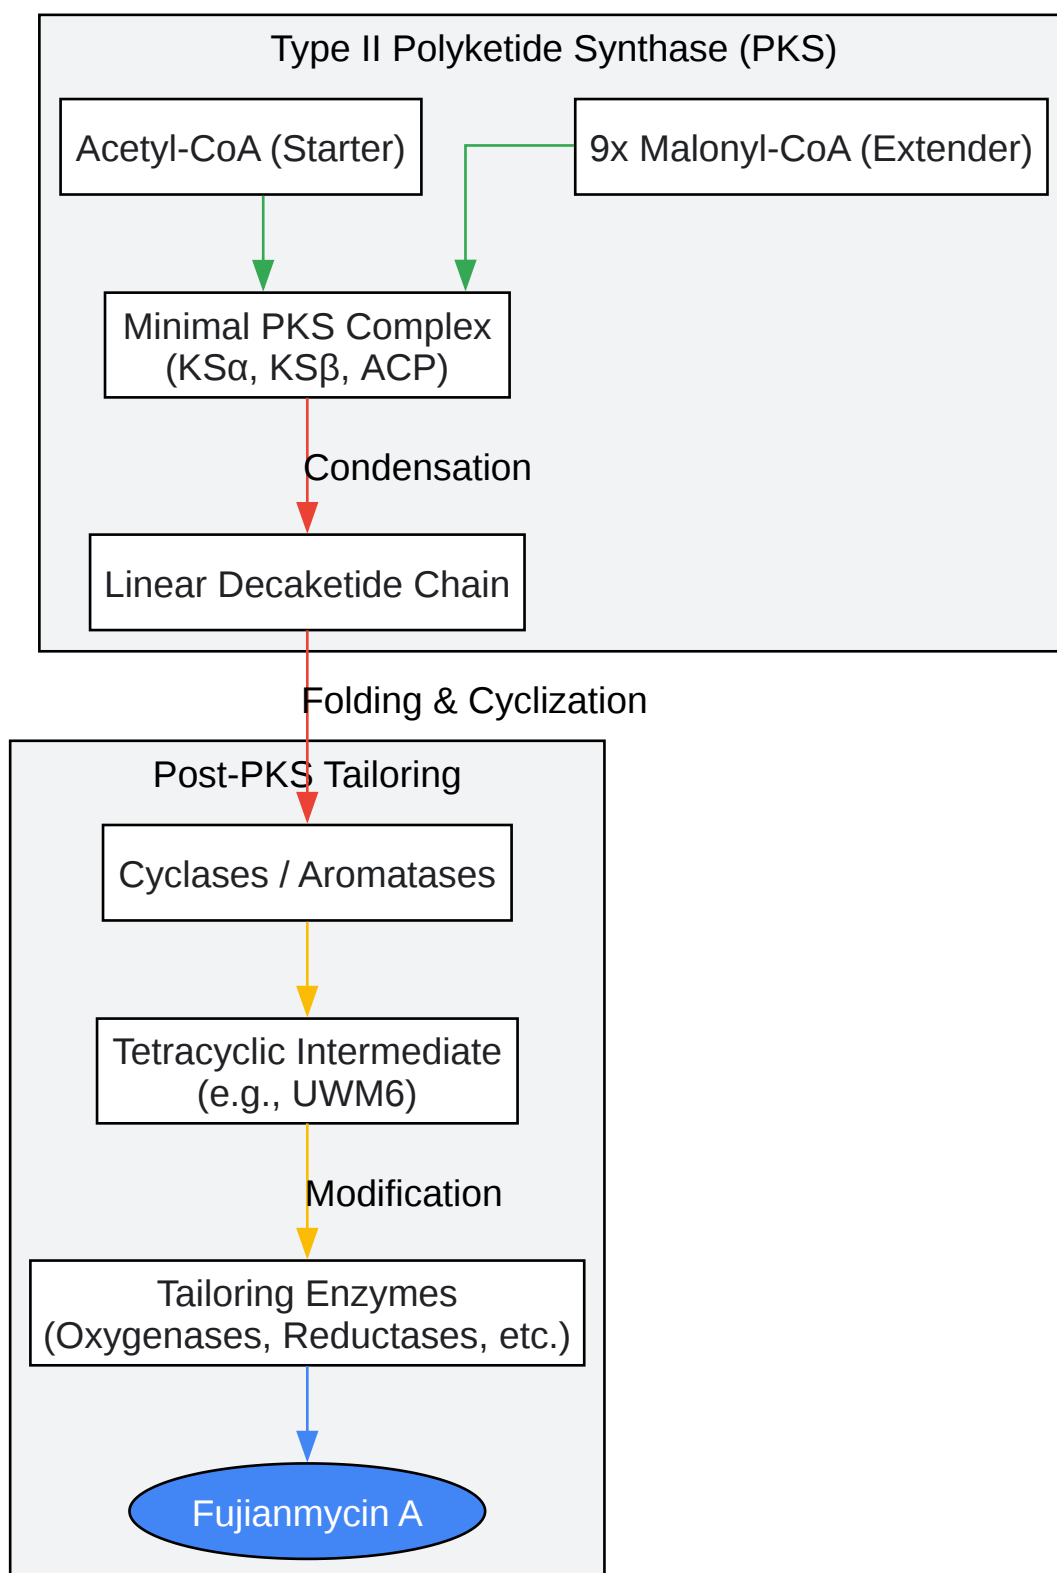 Type II Polyketide Synthase (PKS)
Acetyl-CoA (Starter)
9x Malonyl-CoA (Extender)
Minimal PKS Complex
(KSα, KSβ, ACP)
Condensation
Linear Decaketide Chain
Folding & Cyclization
Post-PKS Tailoring
Cyclases / Aromatases
Tetracyclic Intermediate
(e.g., UWM6)
Modification
Tailoring Enzymes
(Oxygenases, Reductases, etc.)
Fujianmycin A